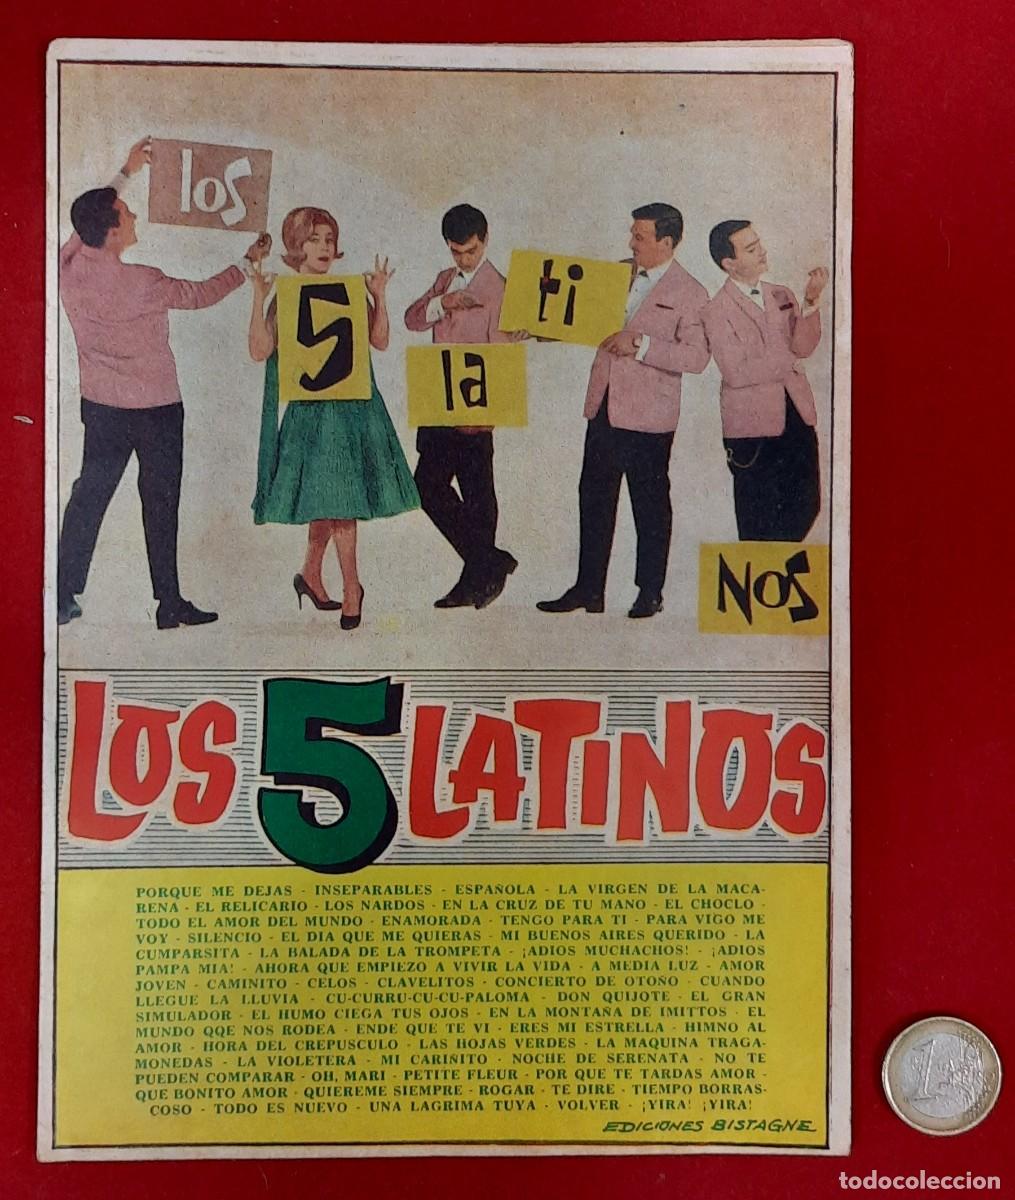 los
5
la
ti
NOS
LOS 5 LATINOS
PORQUE ME DEJAS - INSEPARABLES - ESPAÑOLA - LA VIRGEN DE LA MACA-
RENA - EL RELICARIO - LOS NARDOS - EN LA CRUZ DE TU MANO - EL CHOCLO -
TODO EL AMOR DEL MUNDO - ENAMORADA - TENGO PARA TI - PARA VIGO ME
VOY - SILENCIO - EL DIA QUE ME QUIERAS - MI BUENOS AIRES QUERIDO - LA
CUMPARSITA - LA BALADA DE LA TROMPETA - ¡ADIOS MUCHACHOS! - ¡ADIOS
PAMPA MIA! - AHORA QUE EMPIEZO A VIVIR LA VIDA - A MEDIA LUZ - AMOR
JOVEN - CAMINITO - CELOS - CLAVELITOS - CONCIERTO DE OTOÑO - CUANDO
LLEGUE LA LLUVIA - CU-CURRU-CU-CU-PALOMA - DON QUIJOTE - EL GRAN
SIMULADOR - EL HUMO CIEGA TUS OJOS - EN LA MONTAÑA DE IMITTOS - EL
MUNDO QQE NOS RODEA - ENDE QUE TE VI - ERES MI ESTRELLA - HIMNO AL
AMOR - HORA DEL CREPUSCULO - LAS HOJAS VERDES - LA MAQUINA TRAGA-
MONEDAS - LA VIOLETERA - MI CARIÑITO - NOCHE DE SERENATA - NO TE
PUEDEN COMPARAR - OH, MARI - PETITE FLEUR - POR QUE TE TARDAS AMOR -
QUE BONITO AMOR - QUIEREME SIEMPRE - ROGAR - TE DIRE - TIEMPO BORRAS-
COSO - TODO ES NUEVO - UNA LAGRIMA TUYA - VOLVER - ¡YIRA! ¡YIRA!
EDICIONES BISTAGNE
1
todocoleccion